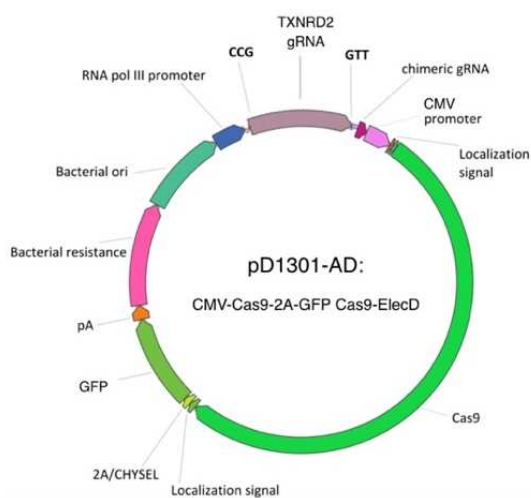 TXNRD2
gRNA
CCG
GTT
RNA pol III promoter
chimeric gRNA
CMV
promoter
Localization
signal
Bacterial ori
Bacterial resistance
pD1301-AD:
CMV-Cas9-2A-GFP Cas9-ElecD
pA
GFP
Cas9
2A/CHYSEL
Localization signal